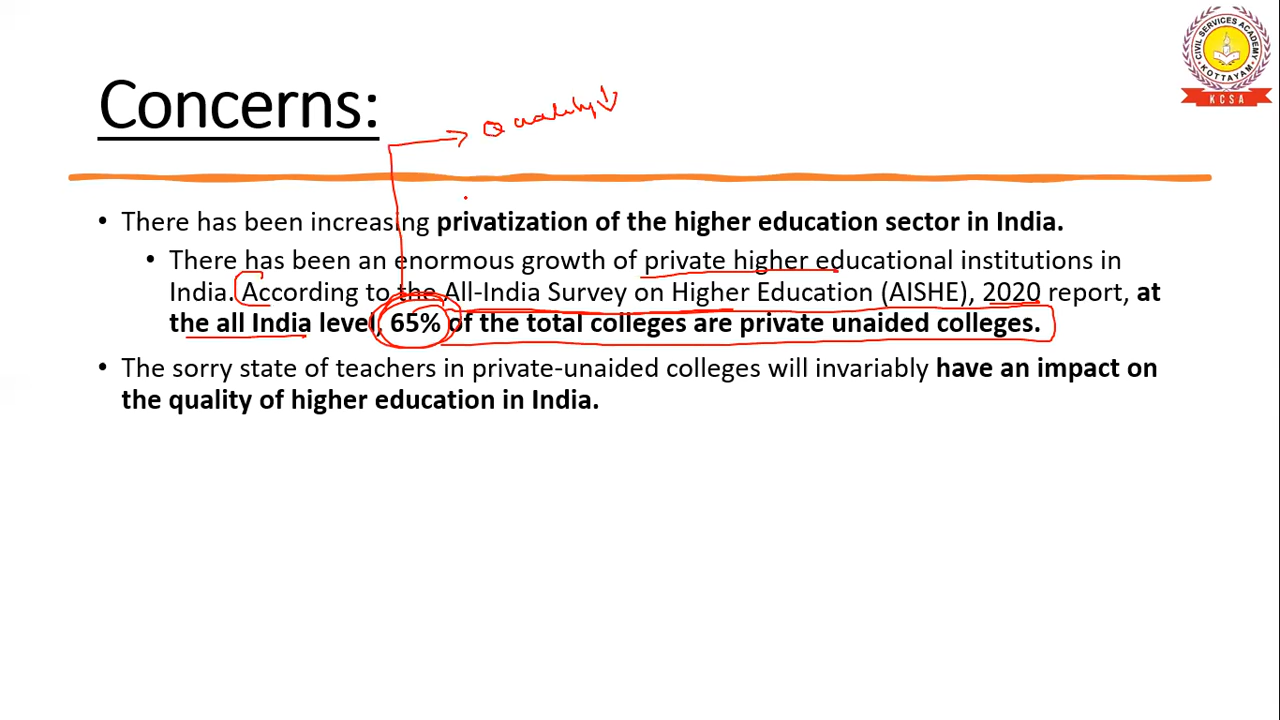 CIVIL SERVICES ACADEMY
KOTTAYAM
KCSA
Concerns:
Quality↓
• There has been increasing privatization of the higher education sector in India.
• There has been an enormous growth of private higher educational institutions in
India. According to the All-India Survey on Higher Education (AISHE), 2020 report, at
the all India level, 65% of the total colleges are private unaided colleges.
• The sorry state of teachers in private-unaided colleges will invariably have an impact on
the quality of higher education in India.